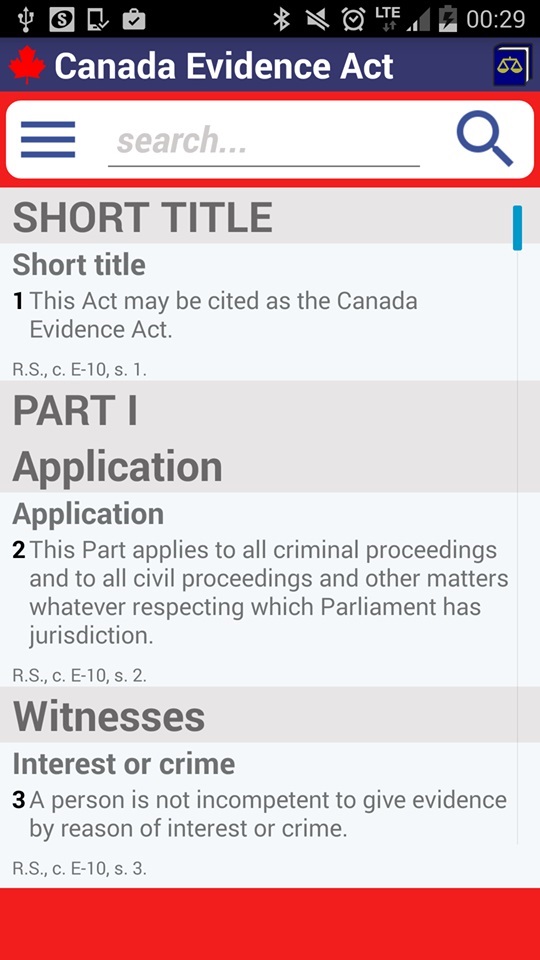 LTE 00:29
Canada Evidence Act
search...
SHORT TITLE
Short title
1 This Act may be cited as the Canada
Evidence Act.
R.S., c. E-10, s. 1.
PART I
Application
Application
2 This Part applies to all criminal proceedings
and to all civil proceedings and other matters
whatever respecting which Parliament has
jurisdiction.
R.S., c. E-10, s. 2.
Witnesses
Interest or crime
3 A person is not incompetent to give evidence
by reason of interest or crime.
R.S., c. E-10, s. 3.